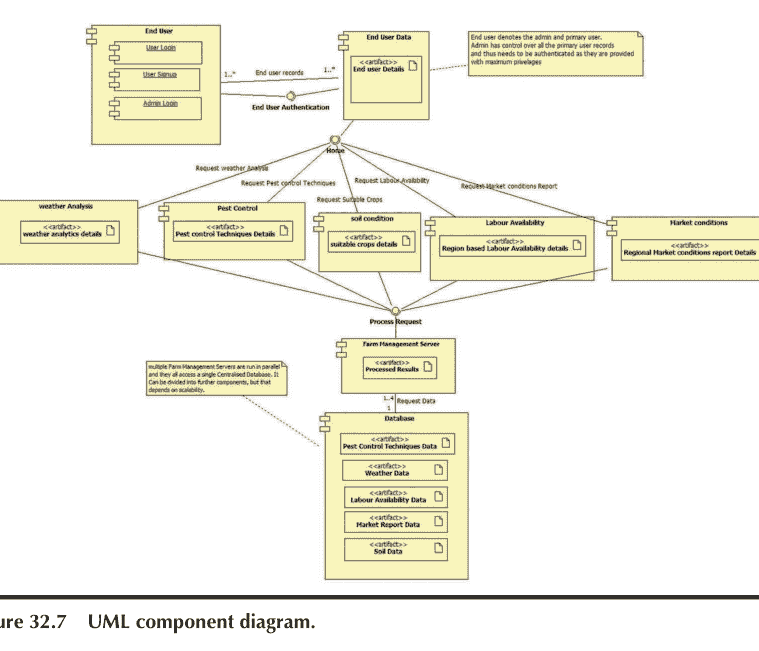 End User
User Login
User Signup
Admin Login
1..*
End user records
1..*
End User Authentication
End User Data
<<artifact>>
End user Details
End user denotes the admin and primary user.
Admin has control over all the primary user records
and thus needs to be authenticated as they are provided
with maximum privelages
Home
Request weather Analysis
Request Pest control Techniques
Request Suitable Crops
Request Labour Availability
Request Market conditions Report
weather Analysis
<<artifact>>
weather analytics details
Pest Control
<<artifact>>
Pest control Techniques Details
soil condition
<<artifact>>
suitable crops details
Labour Availability
<<artifact>>
Region based Labour Availability details
Market conditions
<<artifact>>
Regional Market conditions report Details
Process Request
Farm Management Server
<<artifact>>
Processed Results
multiple Farm Management Servers are run in parallel
and they all access a single Centralised Database. It
Can be divided into further components, but that
depends on scalability.
1..4
Request Data
1
Database
<<artifact>>
Pest Control Techniques Data
<<artifact>>
Weather Data
<<artifact>>
Labour Availability Data
<<artifact>>
Market Report Data
<<artifact>>
Soil Data
ure 32.7 UML component diagram.